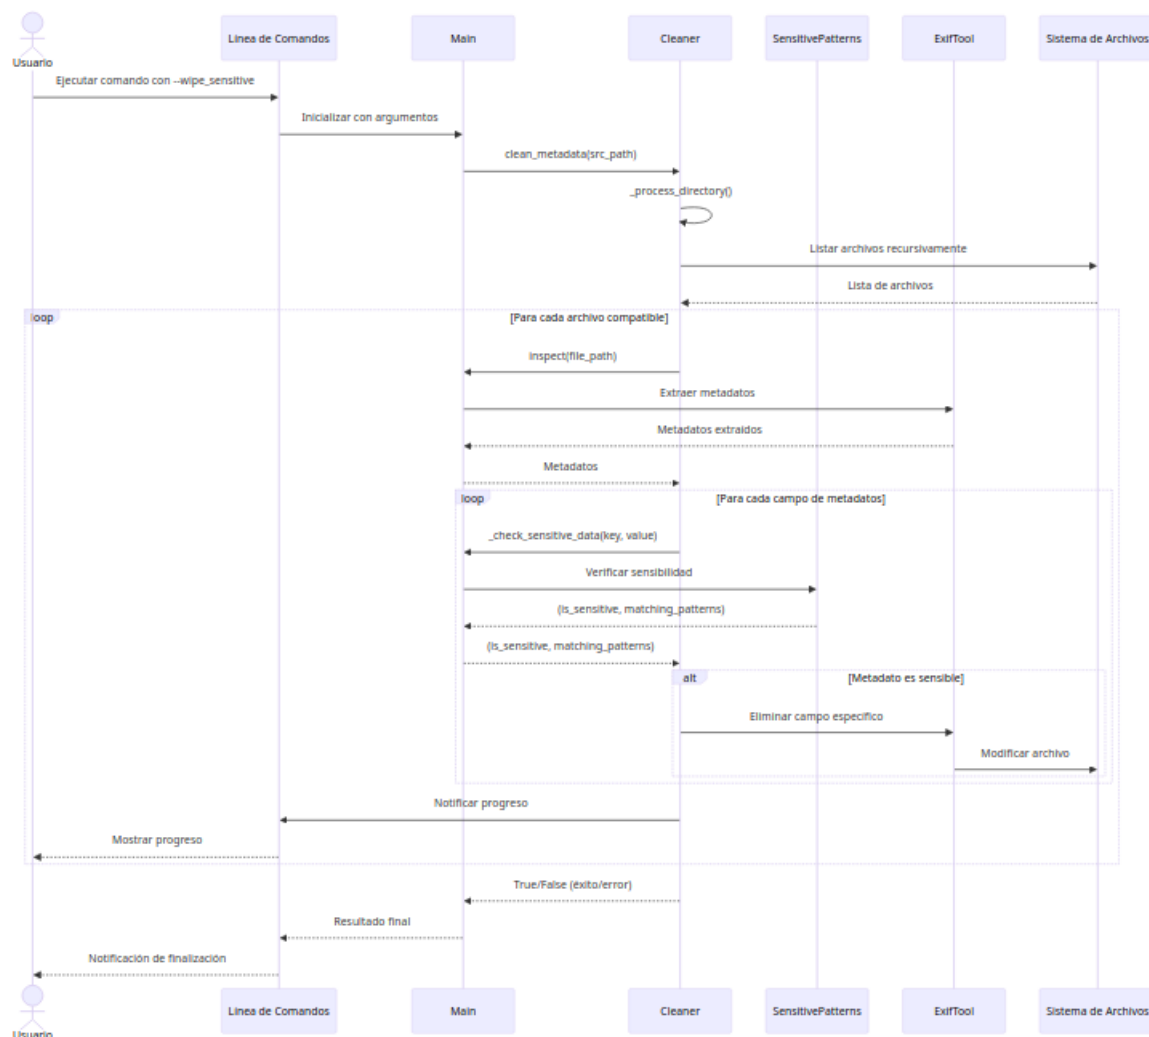 Usuario
Línea de Comandos
Main
Cleaner
SensitivePatterns
ExifTool
Sistema de Archivos
Ejecutar comando con --wipe_sensitive
Inicializar con argumentos
clean_metadata(src_path)
_process_directory()
Listar archivos recursivamente
Lista de archivos
loop
[Para cada archivo compatible]
inspect(file_path)
Extraer metadatos
Metadatos extraídos
Metadatos
loop
[Para cada campo de metadatos]
_check_sensitive_data(key, value)
Verificar sensibilidad
(is_sensitive, matching_patterns)
(is_sensitive, matching_patterns)
alt
[Metadato es sensible]
Eliminar campo específico
Modificar archivo
Notificar progreso
Mostrar progreso
True/False (éxito/error)
Resultado final
Notificación de finalización
Usuario
Línea de Comandos
Main
Cleaner
SensitivePatterns
ExifTool
Sistema de Archivos